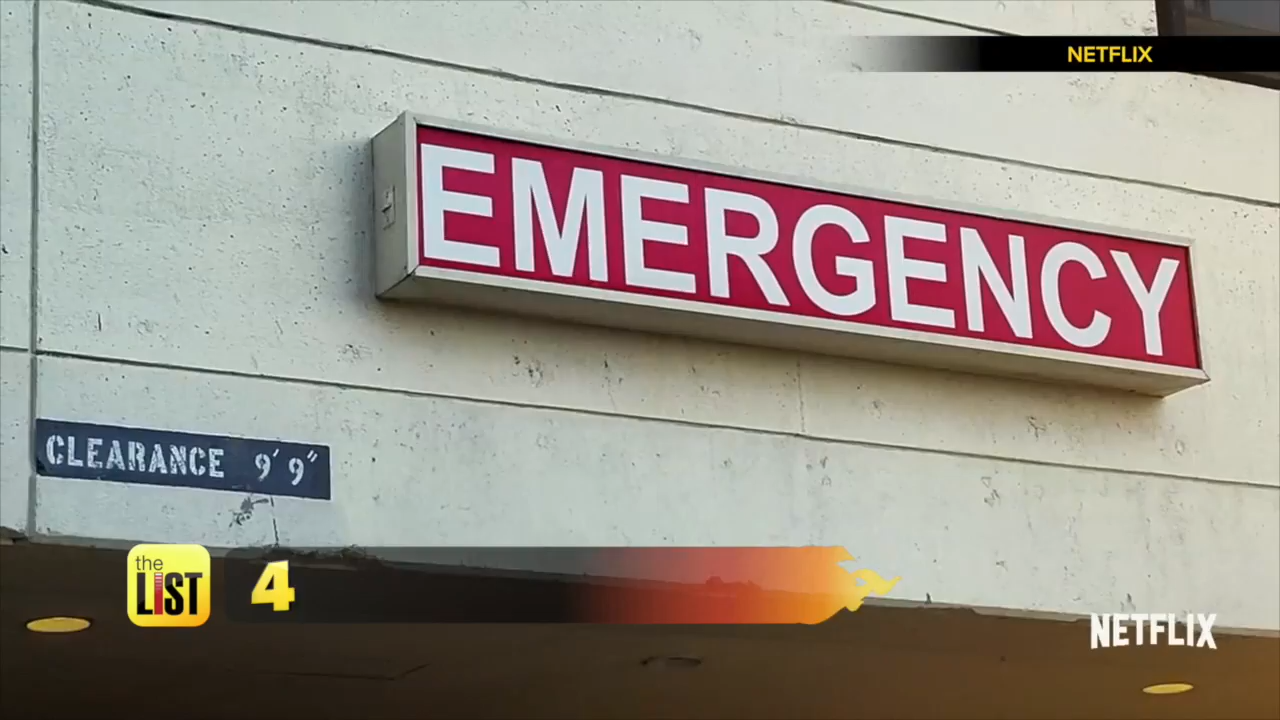 NETFLIX
EMERGENCY
CLEARANCE 9'9"
the
LIST
4
NETFLIX